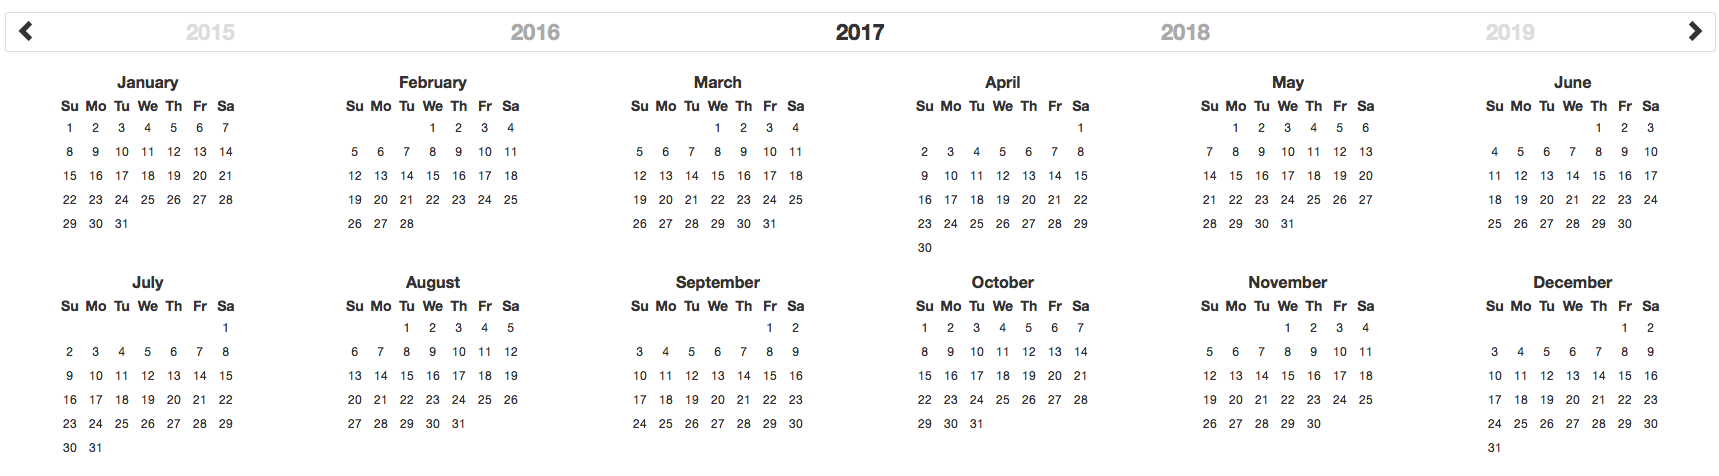 2015 2016 2017 2018 2019
January February March April May June
Su Mo Tu We Th Fr Sa Su Mo Tu We Th Fr Sa Su Mo Tu We Th Fr Sa Su Mo Tu We Th Fr Sa Su Mo Tu We Th Fr Sa Su Mo Tu We Th Fr Sa
1 2 3 4 5 6 7 1 2 3 4 1 2 3 4 1 1 2 3 4 5 6 1 2 3
8 9 10 11 12 13 14 5 6 7 8 9 10 11 5 6 7 8 9 10 11 2 3 4 5 6 7 8 7 8 9 10 11 12 13 4 5 6 7 8 9 10
15 16 17 18 19 20 21 12 13 14 15 16 17 18 12 13 14 15 16 17 18 9 10 11 12 13 14 15 14 15 16 17 18 19 20 11 12 13 14 15 16 17
22 23 24 25 26 27 28 19 20 21 22 23 24 25 19 20 21 22 23 24 25 16 17 18 19 20 21 22 21 22 23 24 25 26 27 18 19 20 21 22 23 24
29 30 31 26 27 28 26 27 28 29 30 31 23 24 25 26 27 28 29 28 29 30 31 25 26 27 28 29 30
30
July August September October November December
Su Mo Tu We Th Fr Sa Su Mo Tu We Th Fr Sa Su Mo Tu We Th Fr Sa Su Mo Tu We Th Fr Sa Su Mo Tu We Th Fr Sa Su Mo Tu We Th Fr Sa
1 1 2 3 4 5 1 2 1 2 3 4 5 6 7 1 2 3 4 1 2
2 3 4 5 6 7 8 6 7 8 9 10 11 12 3 4 5 6 7 8 9 8 9 10 11 12 13 14 5 6 7 8 9 10 11 3 4 5 6 7 8 9
9 10 11 12 13 14 15 13 14 15 16 17 18 19 10 11 12 13 14 15 16 15 16 17 18 19 20 21 12 13 14 15 16 17 18 10 11 12 13 14 15 16
16 17 18 19 20 21 22 20 21 22 23 24 25 26 17 18 19 20 21 22 23 22 23 24 25 26 27 28 19 20 21 22 23 24 25 17 18 19 20 21 22 23
23 24 25 26 27 28 29 27 28 29 30 31 24 25 26 27 28 29 30 29 30 31 26 27 28 29 30 24 25 26 27 28 29 30
30 31 31